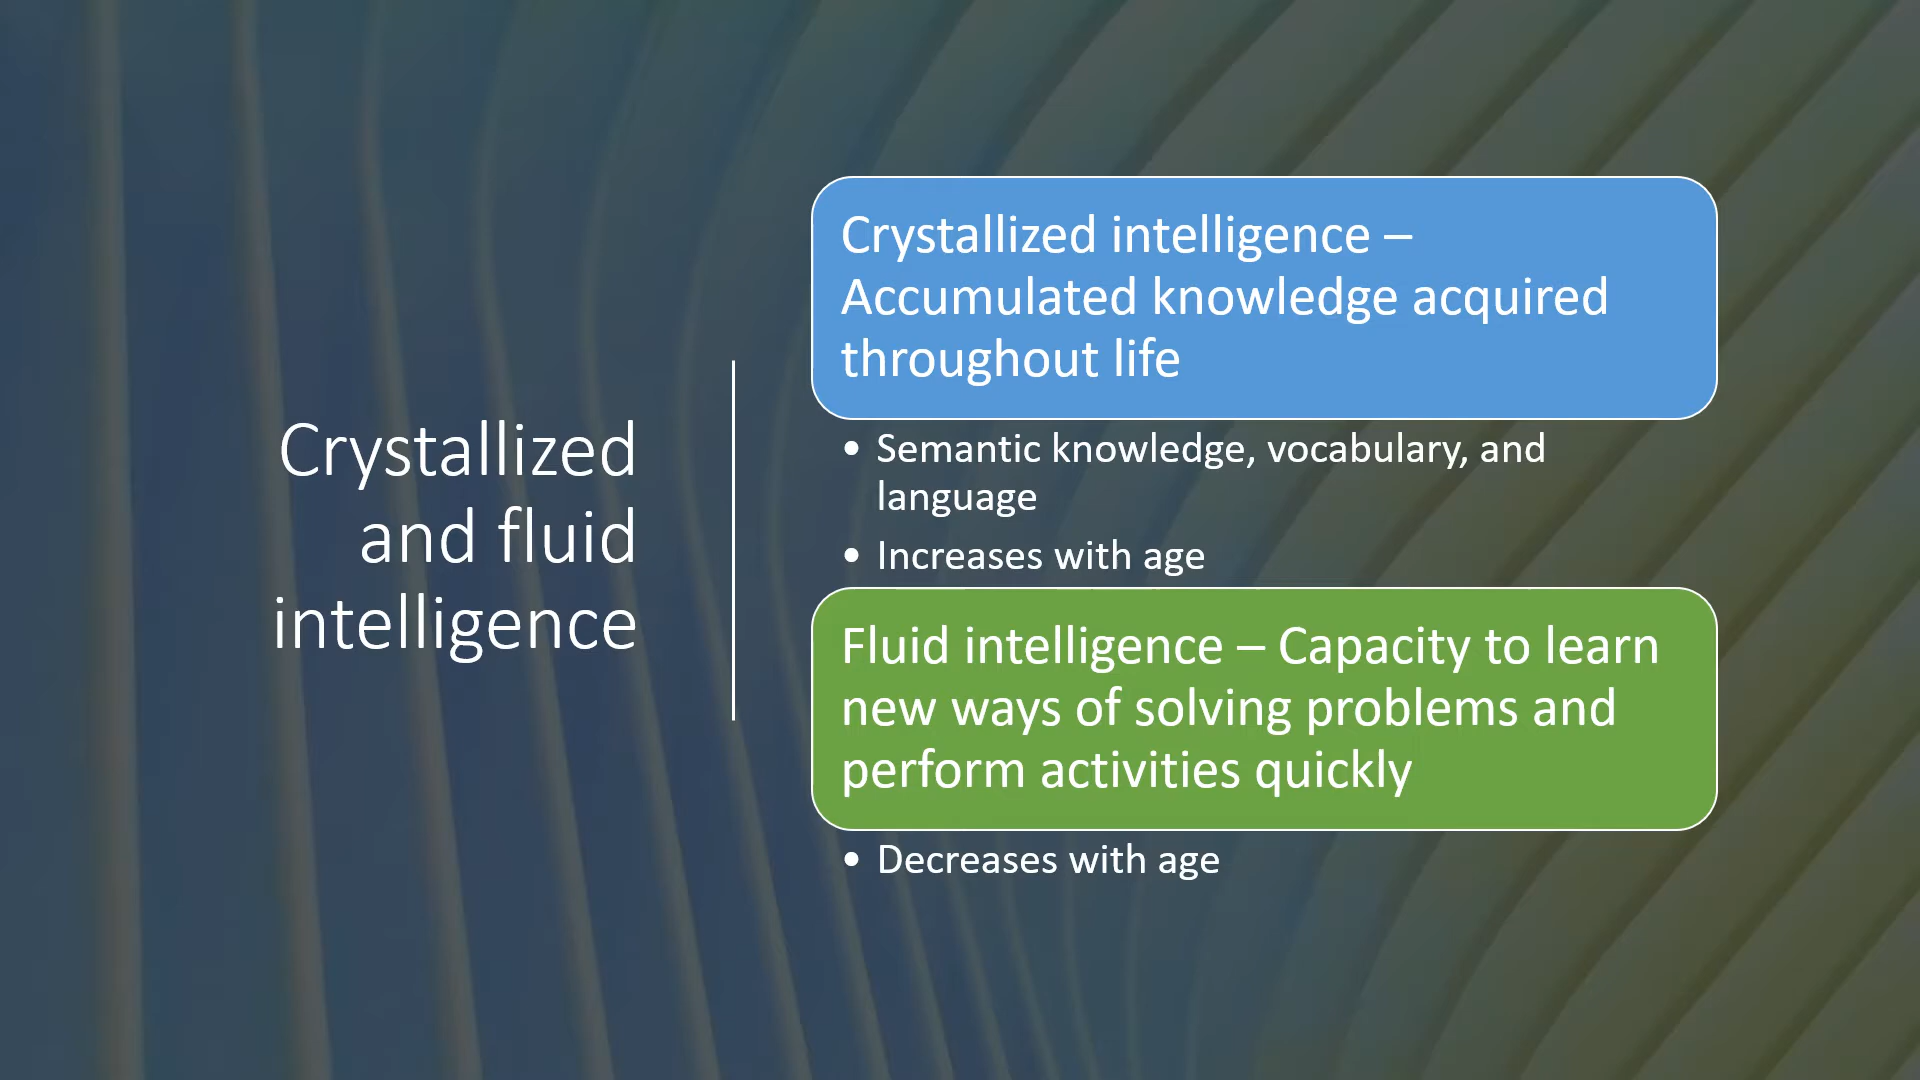 Crystallized
and fluid
intelligence
Crystallized intelligence –
Accumulated knowledge acquired
throughout life
• Semantic knowledge, vocabulary, and
language
• Increases with age
Fluid intelligence – Capacity to learn
new ways of solving problems and
perform activities quickly
• Decreases with age